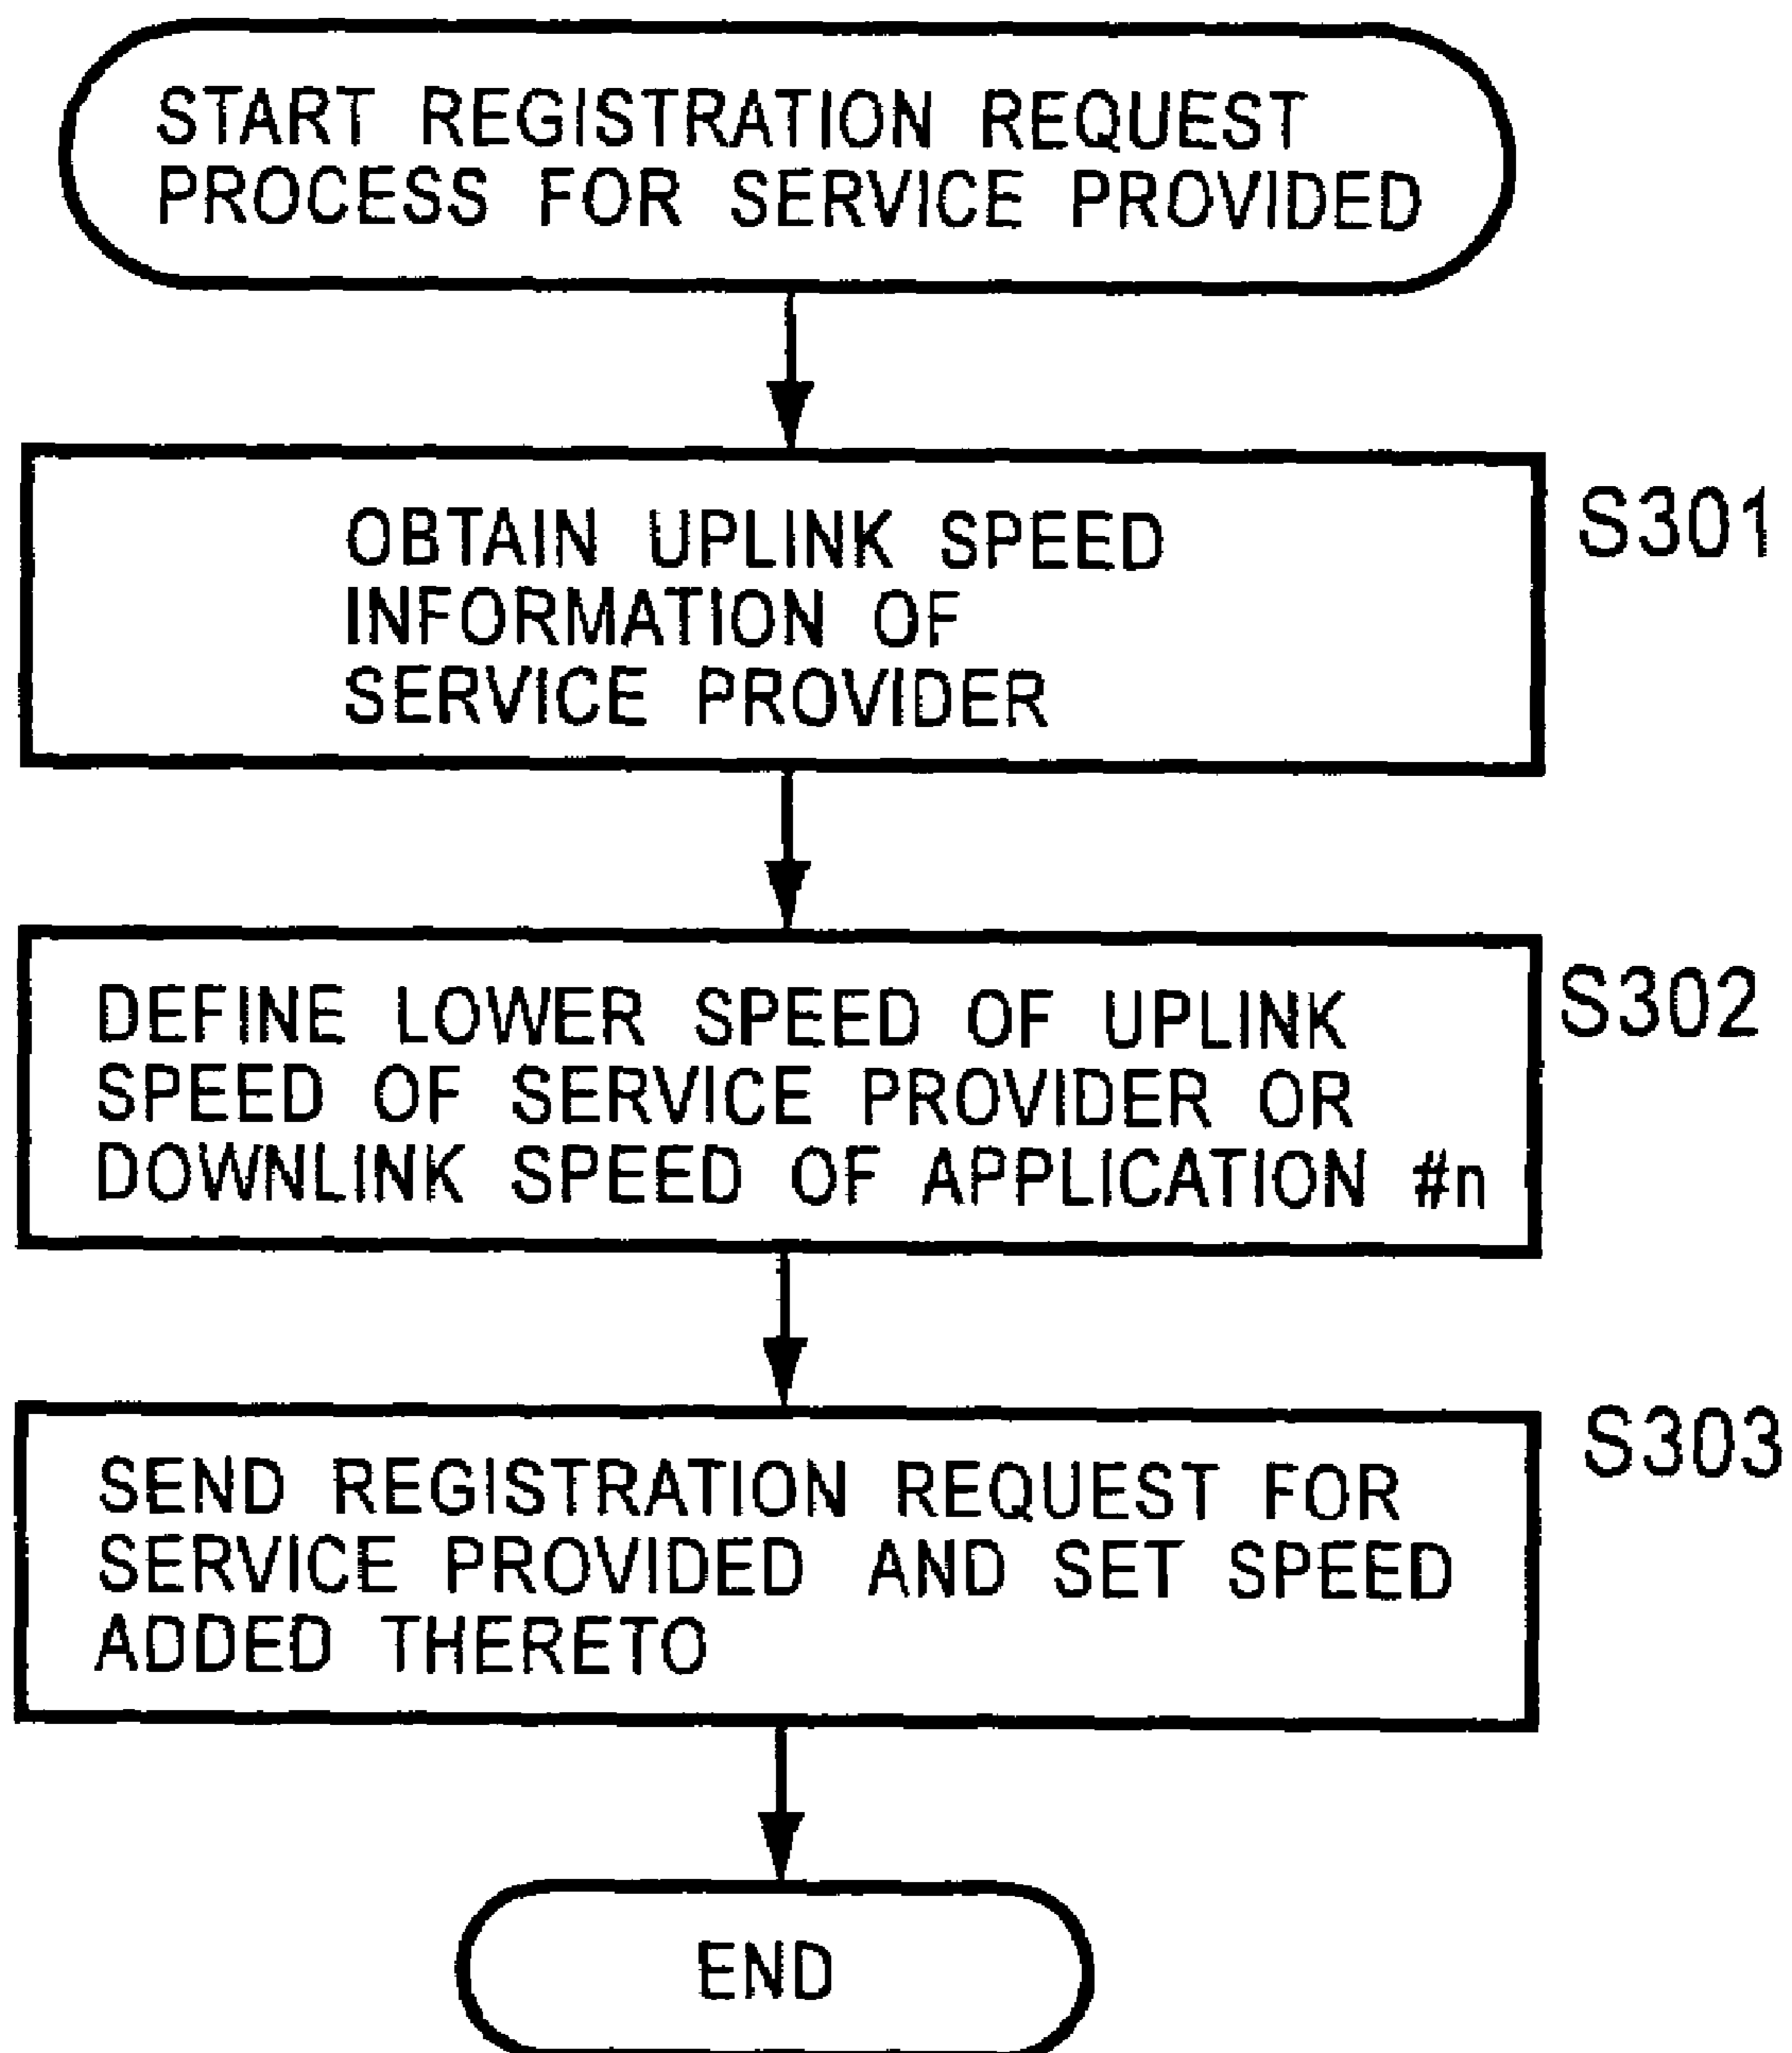 START REGISTRATION REQUEST
PROCESS FOR SERVICE PROVIDED
OBTAIN UPLINK SPEED
INFORMATION OF
SERVICE PROVIDER
S301
DEFINE LOWER SPEED OF UPLINK
SPEED OF SERVICE PROVIDER OR
DOWNLINK SPEED OF APPLICATION #n
S302
SEND REGISTRATION REQUEST FOR
SERVICE PROVIDED AND SET SPEED
ADDED THERETO
S303
END